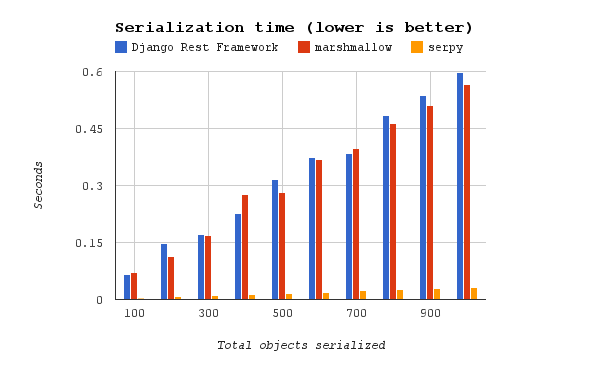 Serialization time (lower is better)
Django Rest Framework marshmallow serpy
0.6
0.45
0.3
0.15
0
Seconds
100 300 500 700 900
Total objects serialized